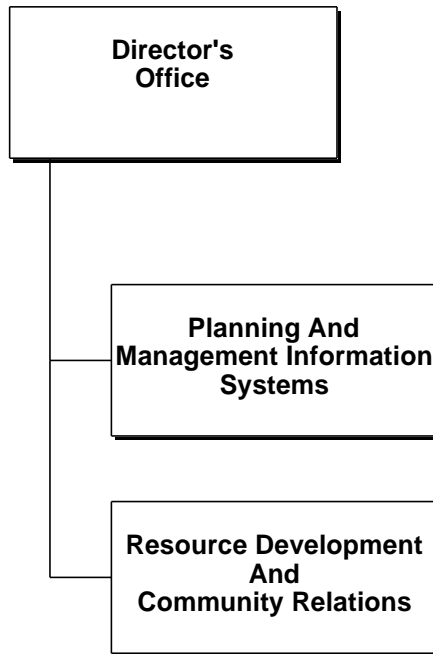 Director's
Office
Planning And
Management Information
Systems
Resource Development
And
Community Relations